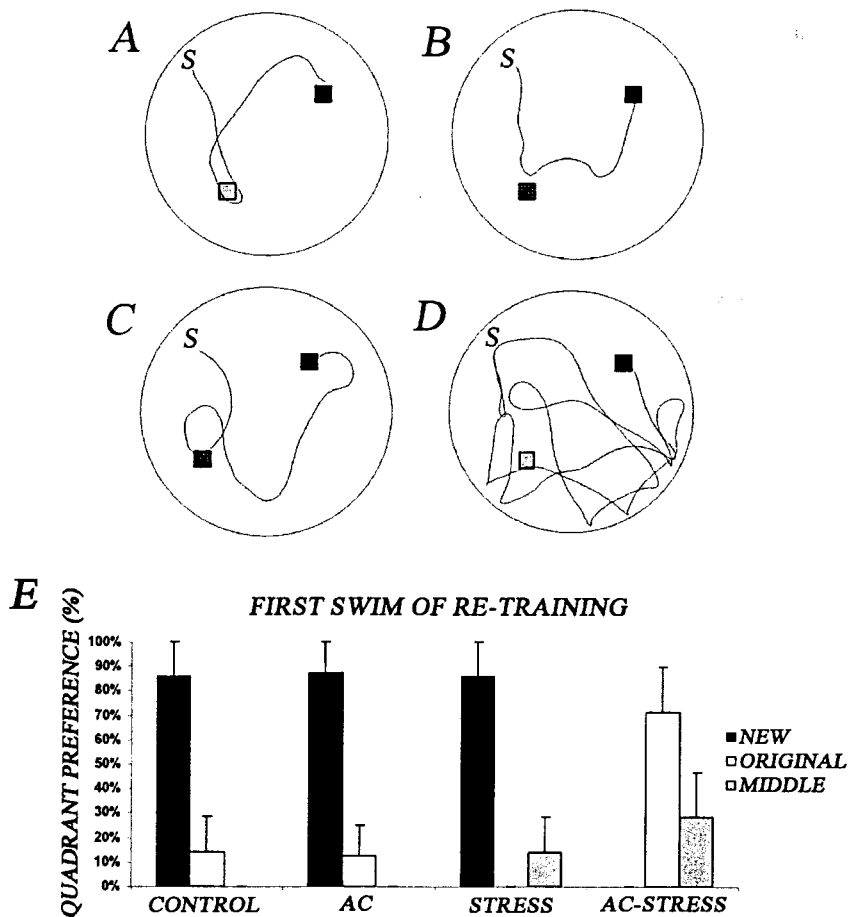 A
S
B
S
C
S
D
S
E
FIRST SWIM OF RE-TRAINING
QUADRANT PREFERENCE (%)
100%
90%
80%
70%
60%
50%
40%
30%
20%
10%
0%
NEW
ORIGINAL
MIDDLE
CONTROL
AC
STRESS
AC-STRESS